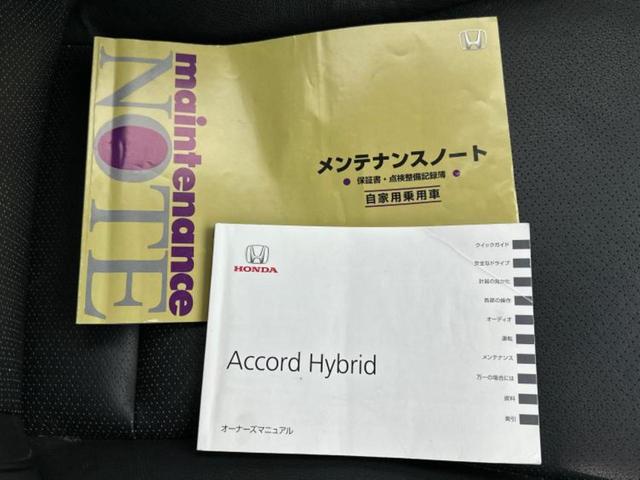 maintenance
NOTE
メンテナンスノート
保証書・点検整備記録簿
自家用乗用車
HONDA
Accord Hybrid
オーナーズマニュアル
クイックガイド
安全なドライブ
計器の見かた
各部の操作
オーディオ
運転
メンテナンス
万一の場合には
資料
索引